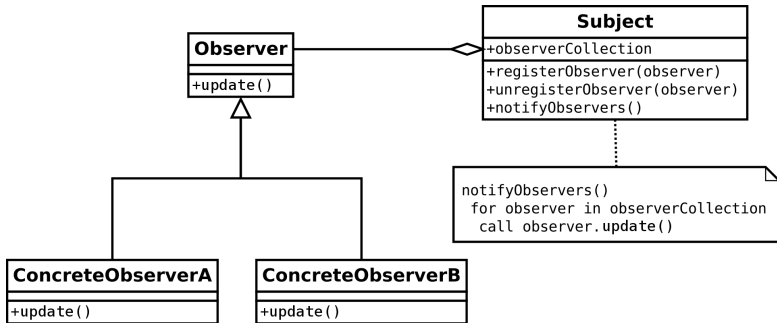 Subject
+observerCollection
+registerObserver(observer)
+unregisterObserver(observer)
+notifyObservers()
Observer
+update()
notifyObservers()
for observer in observerCollection
call observer.update()
ConcreteObserverA
+update()
ConcreteObserverB
+update()